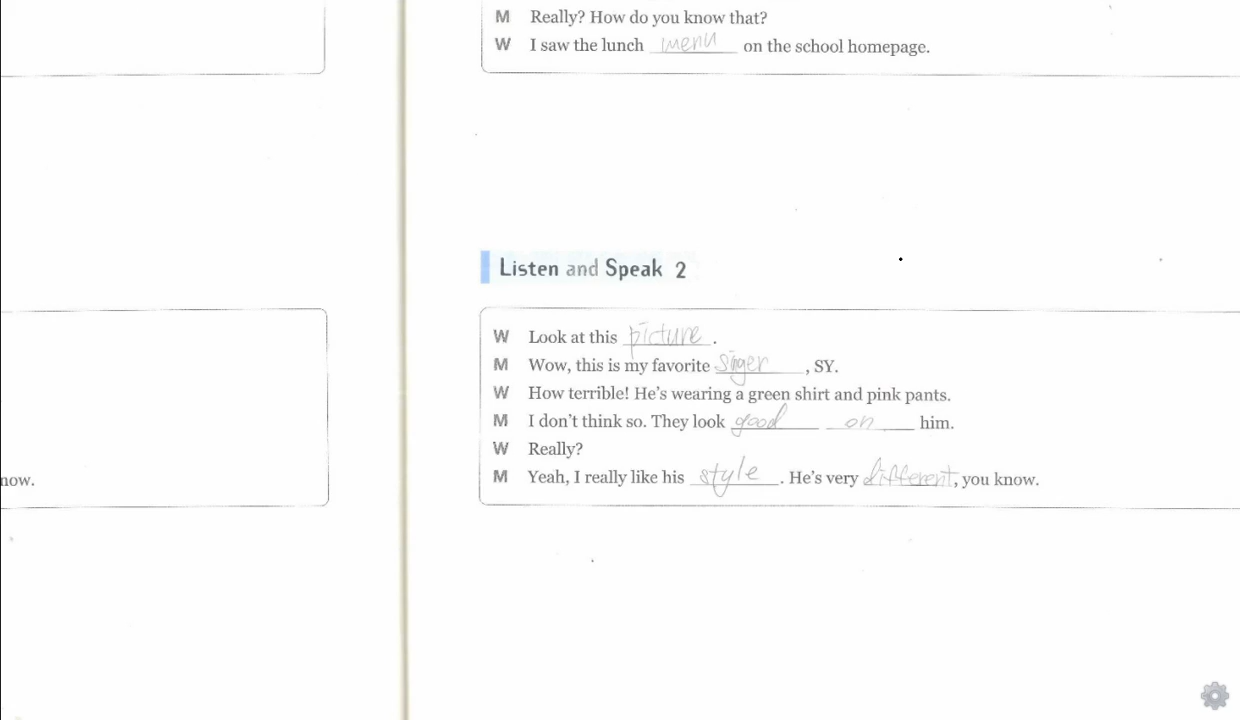 M Really? How do you know that?
W I saw the lunch menu on the school homepage.
Listen and Speak 2
W Look at this picture.
M Wow, this is my favorite singer, SY.
W How terrible! He's wearing a green shirt and pink pants.
M I don't think so. They look good on him.
W Really?
now.
M Yeah, I really like his style. He's very different, you know.